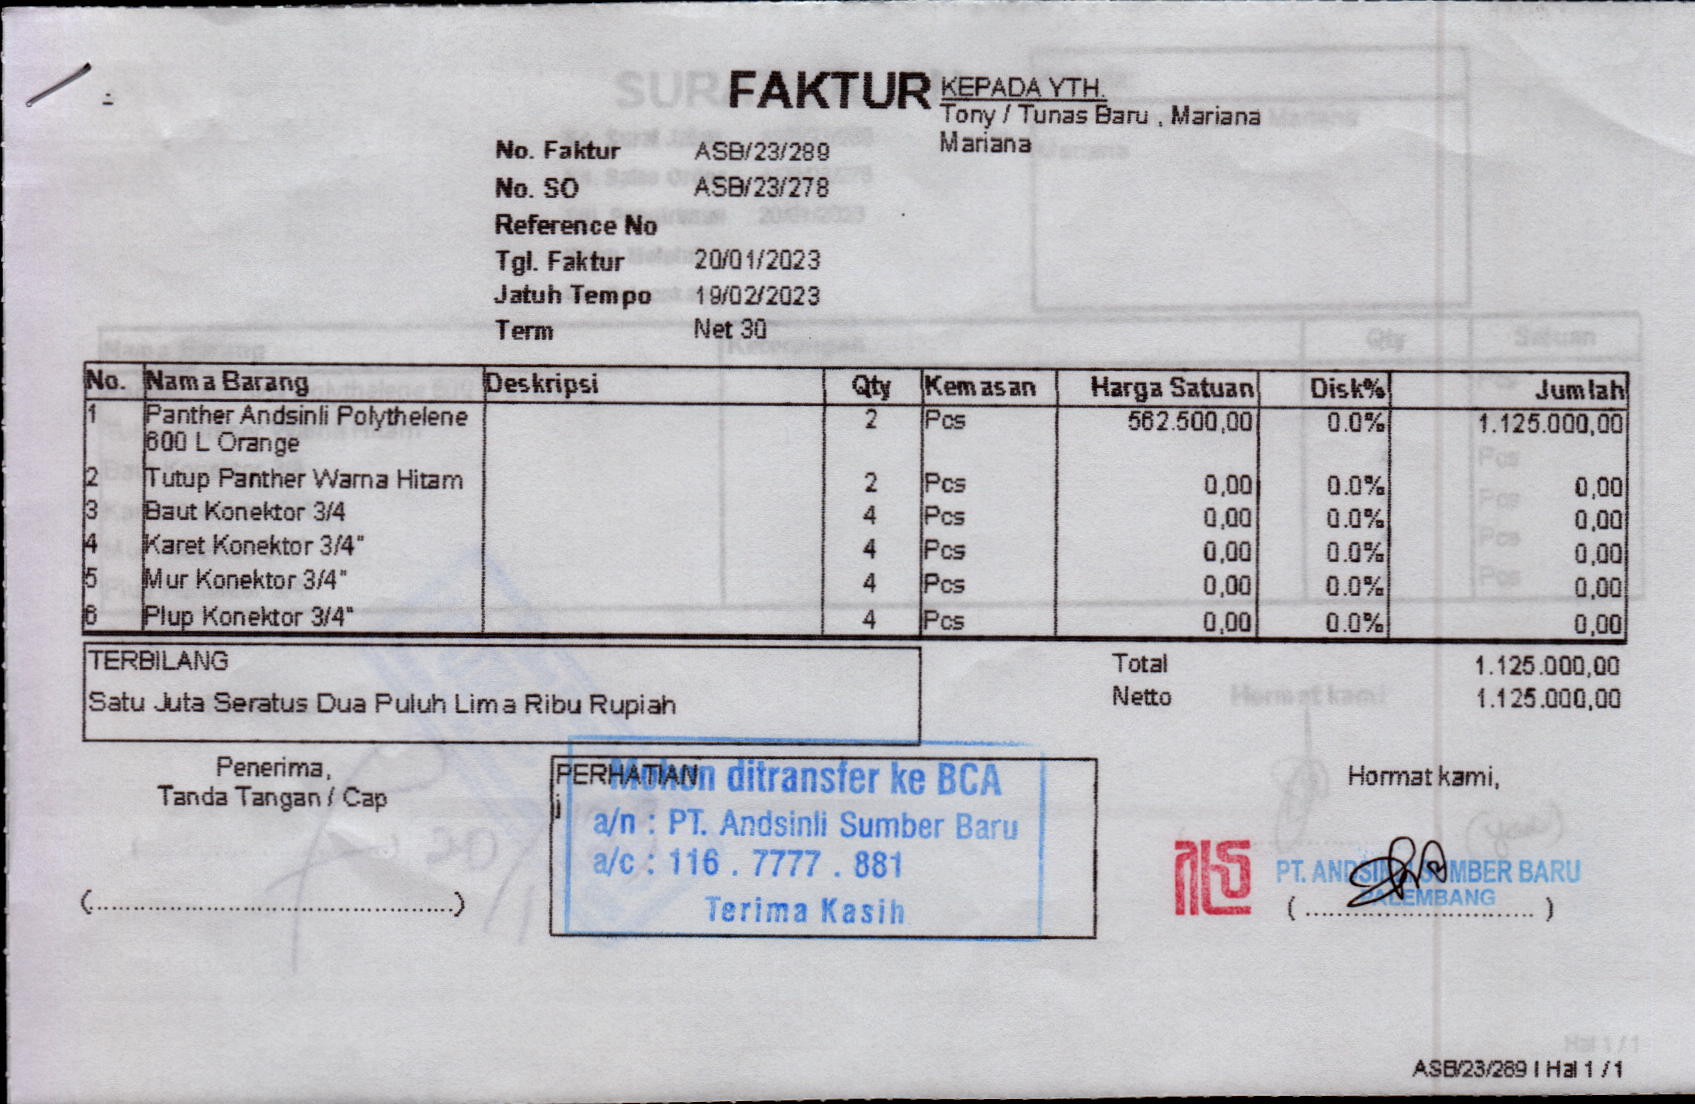 FAKTUR
KEPADA YTH.
Tony / Tunas Baru , Mariana
Mariana
No. Faktur ASB/23/289
No. SO ASB/23/278
Reference No
Tgl. Faktur 20/01/2023
Jatuh Tempo 19/02/2023
Term Net 30
No. Nama Barang Deskripsi Qty Kemasan Harga Satuan Disk% Jumlah
1 Panther Andsinli Polythelene 2 Pcs 562.500,00 0.0% 1.125.000,00
600 L Orange
2 Tutup Panther Warna Hitam 2 Pcs 0,00 0.0% 0,00
3 Baut Konektor 3/4 4 Pcs 0,00 0.0% 0,00
4 Karet Konektor 3/4" 4 Pcs 0,00 0.0% 0,00
5 Mur Konektor 3/4" 4 Pcs 0,00 0.0% 0,00
6 Plup Konektor 3/4" 4 Pcs 0,00 0.0% 0,00
TERBILANG
Satu Juta Seratus Dua Puluh Lima Ribu Rupiah
Total 1.125.000,00
Netto 1.125.000,00
Penerima,
Tanda Tangan / Cap
(..........................................)
PERHATIAN
Mohon ditransfer ke BCA
a/n : PT. Andsinli Sumber Baru
a/c : 116 . 7777 . 881
Terima Kasih
Hormat kami,
PT. ANDSINLI SUMBER BARU
PALEMBANG
( .......................... )
ASB/23/289 | Hal 1 / 1